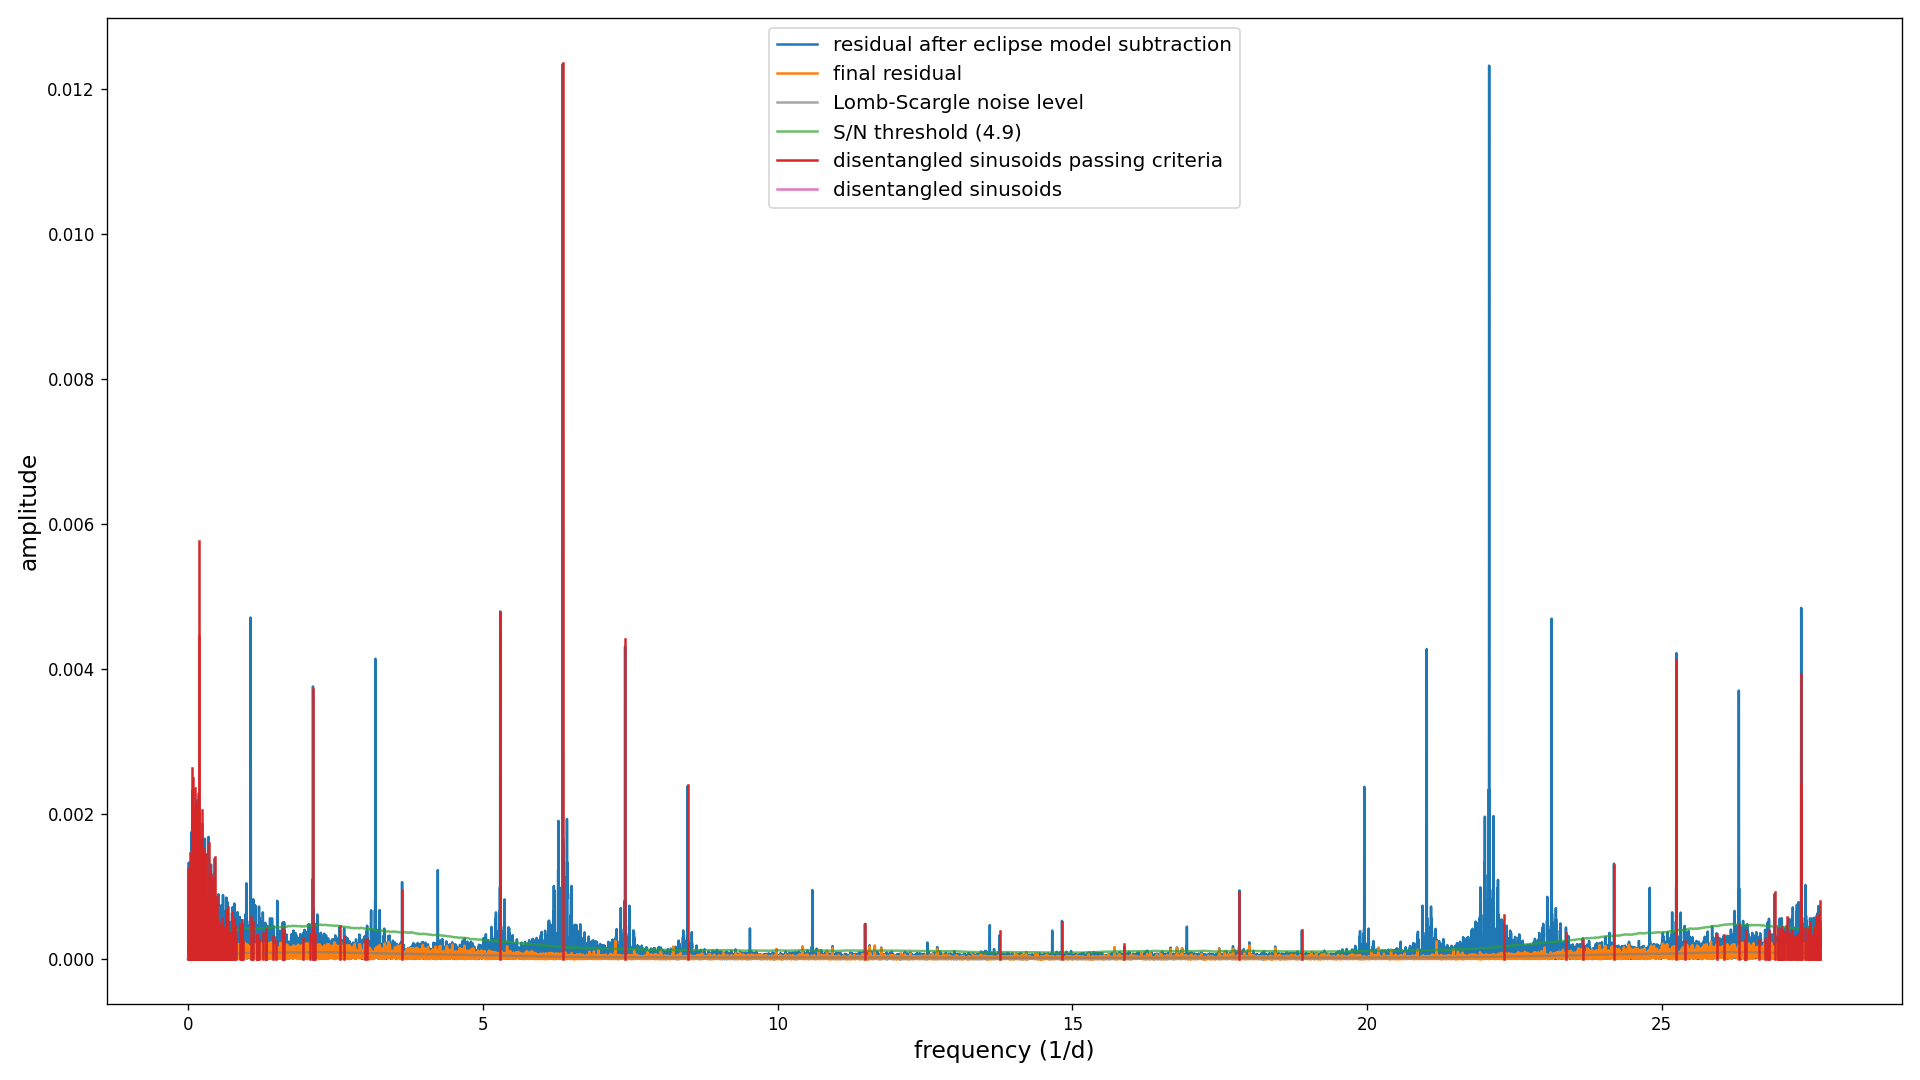 residual after eclipse model subtraction
final residual
Lomb-Scargle noise level
S/N threshold (4.9)
disentangled sinusoids passing criteria
disentangled sinusoids
0.012
0.010
0.008
0.006
0.004
0.002
0.000
amplitude
0 5 10 15 20 25
frequency (1/d)